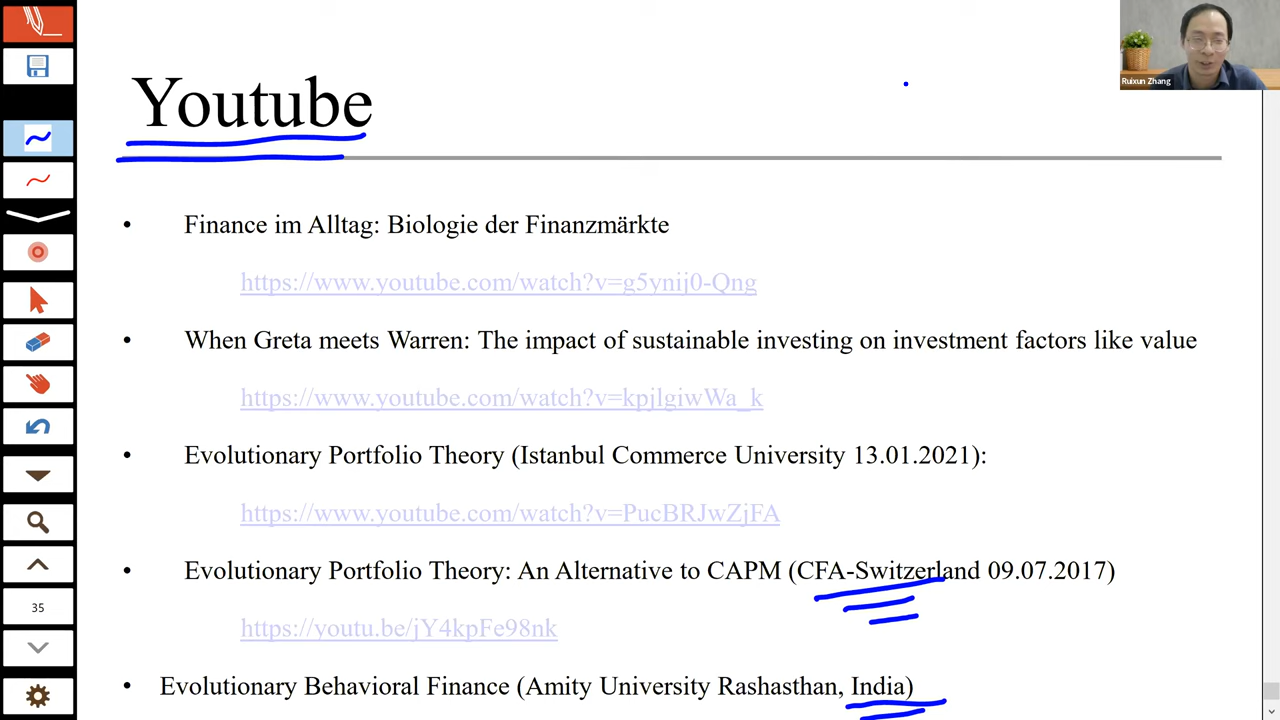 Youtube
Ruixun Zhang
• Finance im Alltag: Biologie der Finanzmärkte
https://www.youtube.com/watch?v=g5ynij0-Qng
• When Greta meets Warren: The impact of sustainable investing on investment factors like value
https://www.youtube.com/watch?v=kpjlgiwWa_k
• Evolutionary Portfolio Theory (Istanbul Commerce University 13.01.2021):
https://www.youtube.com/watch?v=PucBRJwZjFA
• Evolutionary Portfolio Theory: An Alternative to CAPM (CFA-Switzerland 09.07.2017)
https://youtu.be/jY4kpFe98nk
• Evolutionary Behavioral Finance (Amity University Rashasthan, India)
35